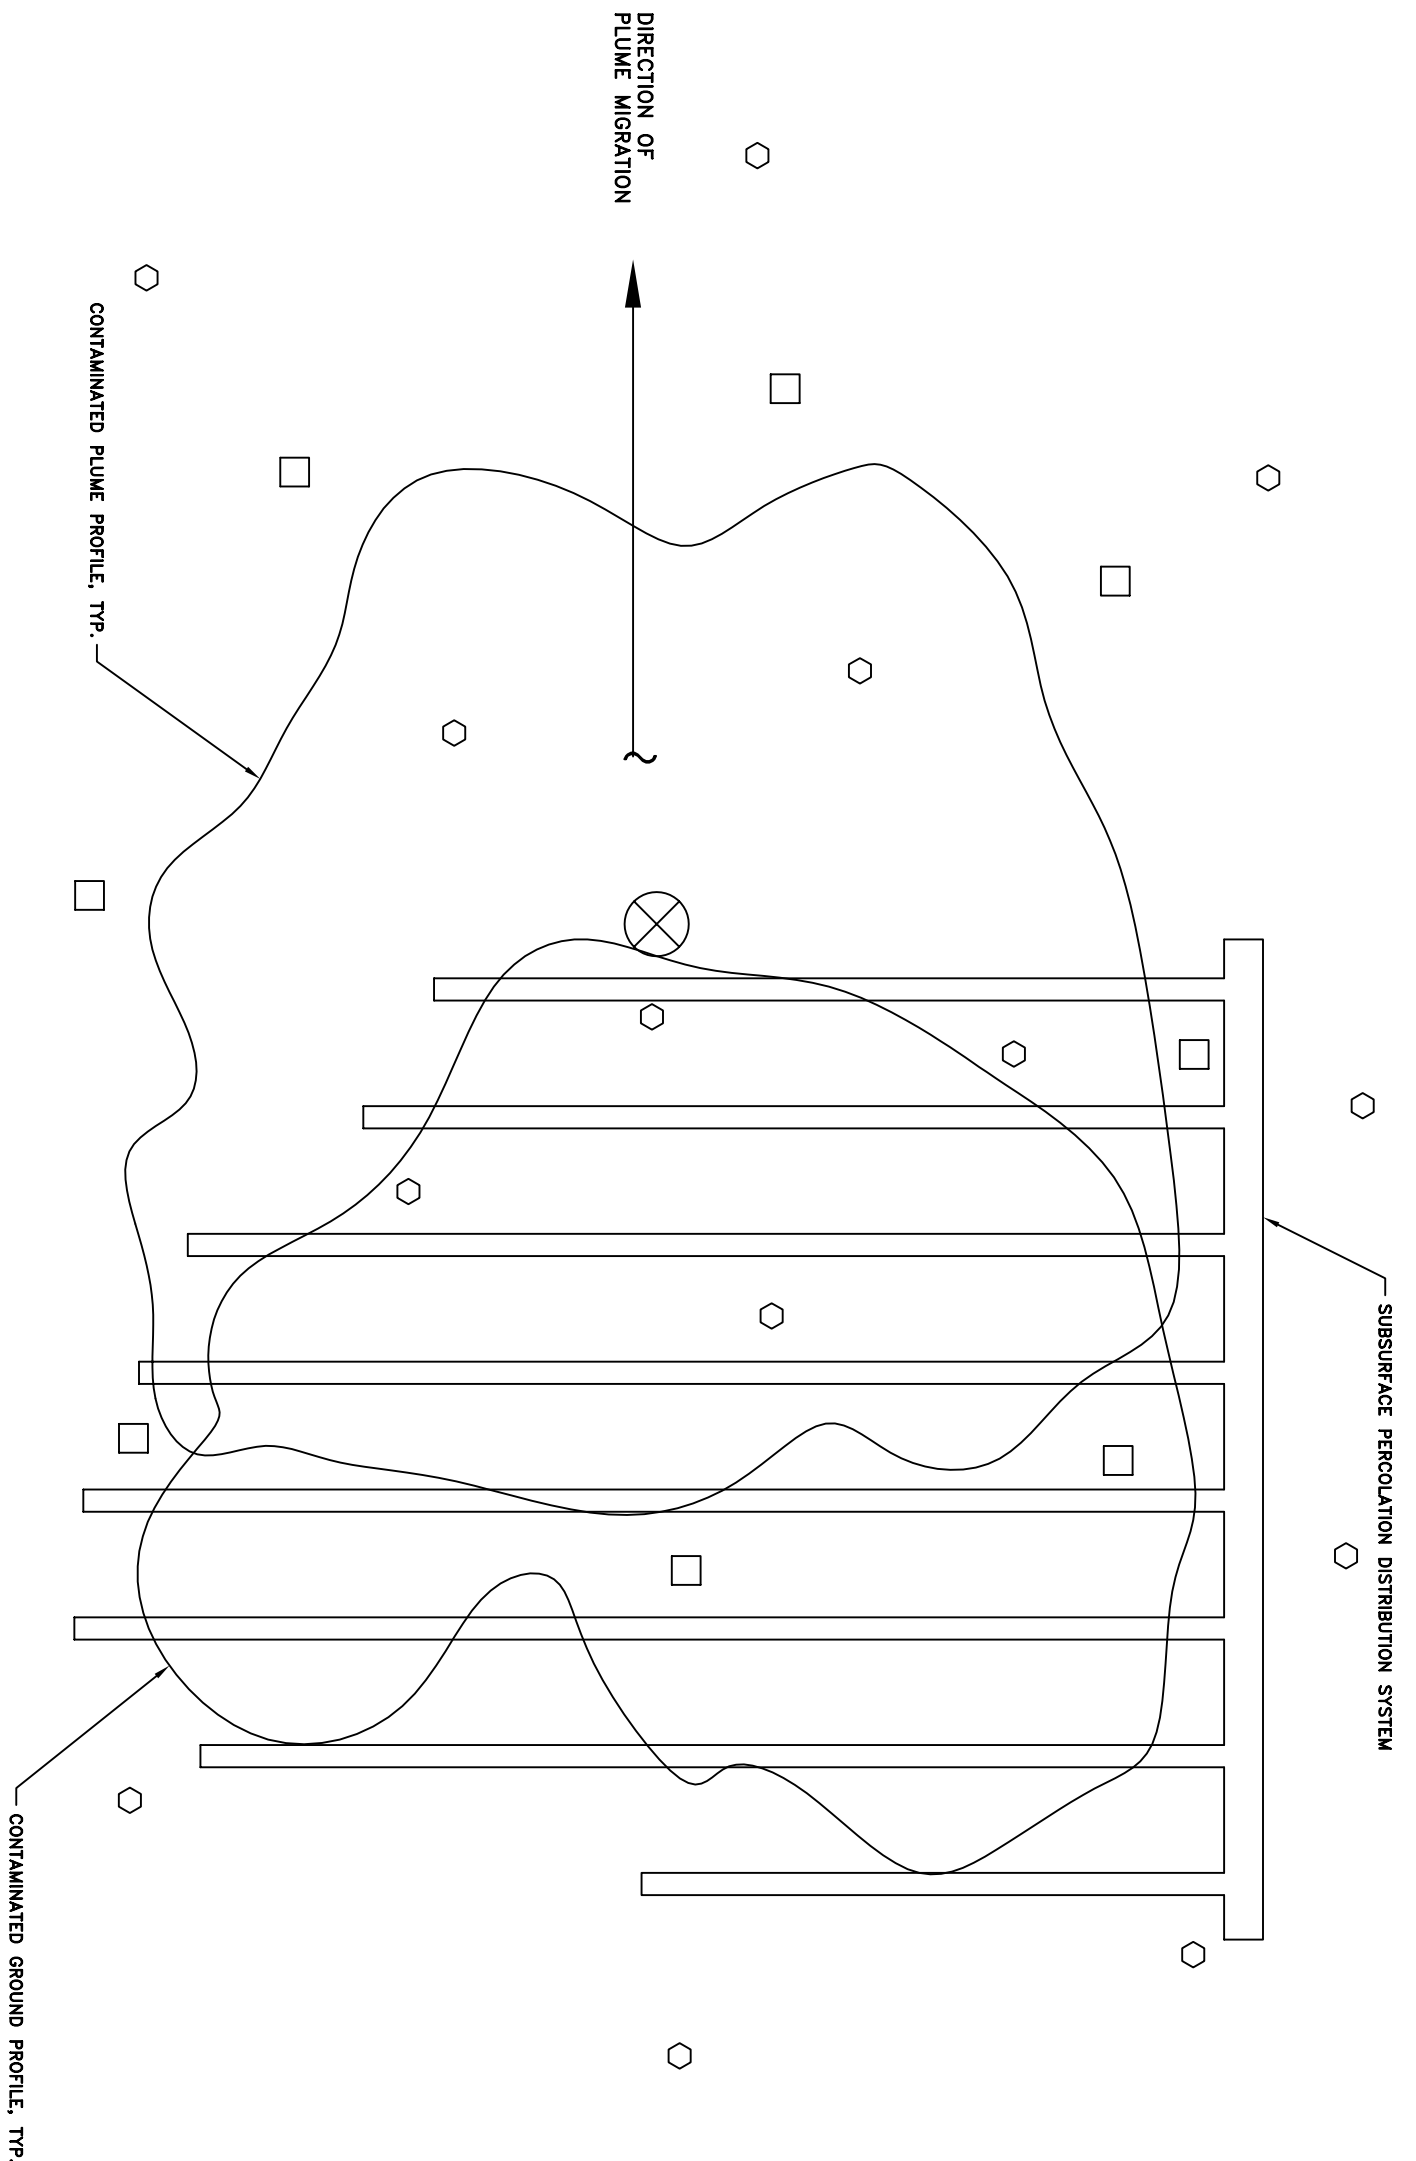 DIRECTION OF
PLUME MIGRATION
CONTAMINATED PLUME PROFILE, TYP.
SUBSURFACE PERCOLATION DISTRIBUTION SYSTEM
CONTAMINATED GROUND PROFILE, TYP.